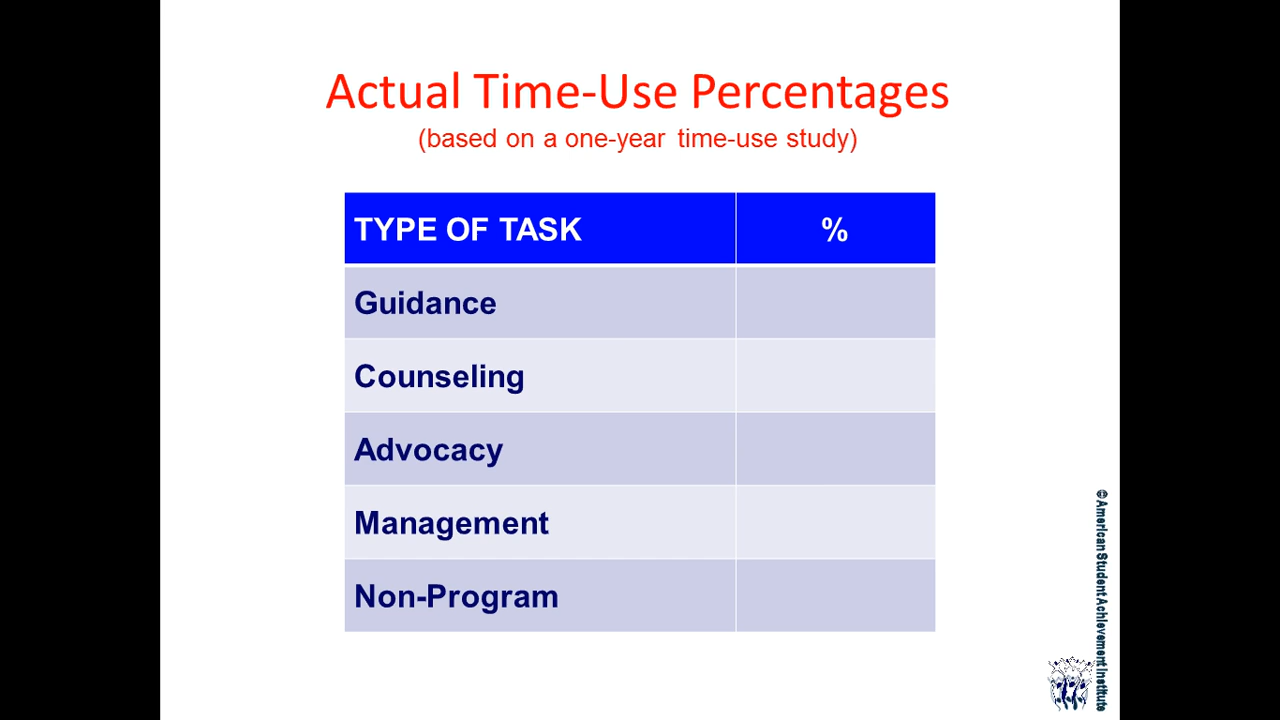 Actual Time-Use Percentages
(based on a one-year time-use study)
TYPE OF TASK %
Guidance
Counseling
Advocacy
Management
Non-Program
© American Student Achievement Institute